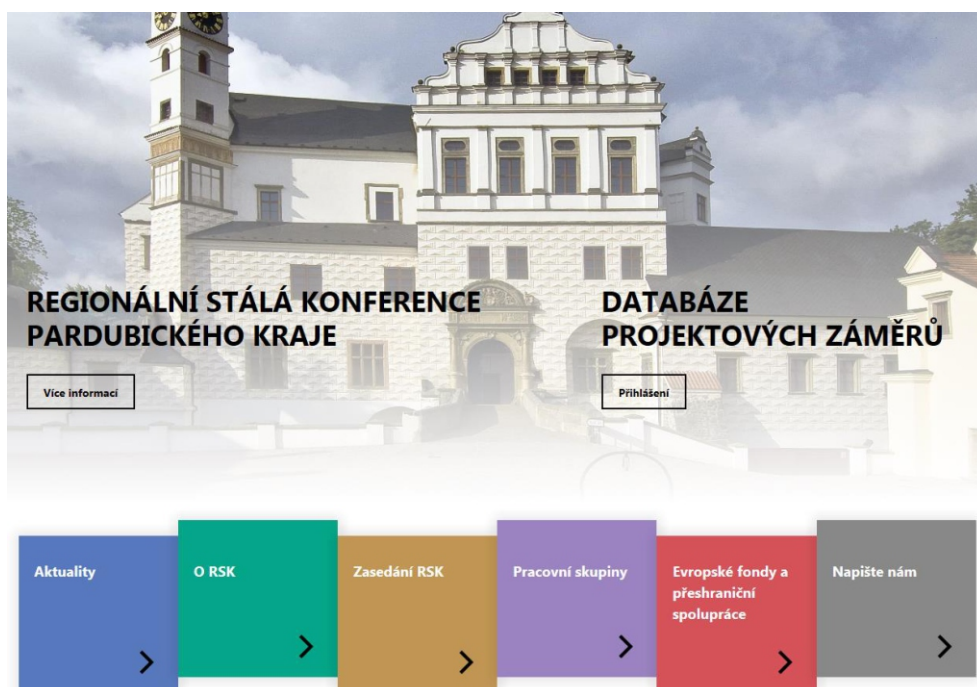 REGIONÁLNÍ STÁLÁ KONFERENCE
PARDUBICKÉHO KRAJE
Více informací
DATABÁZE
PROJEKTOVÝCH ZÁMĚRŮ
Přihlášení
Aktuality
O RSK
Zasedání RSK
Pracovní skupiny
Evropské fondy a
přeshraniční
spolupráce
Napište nám